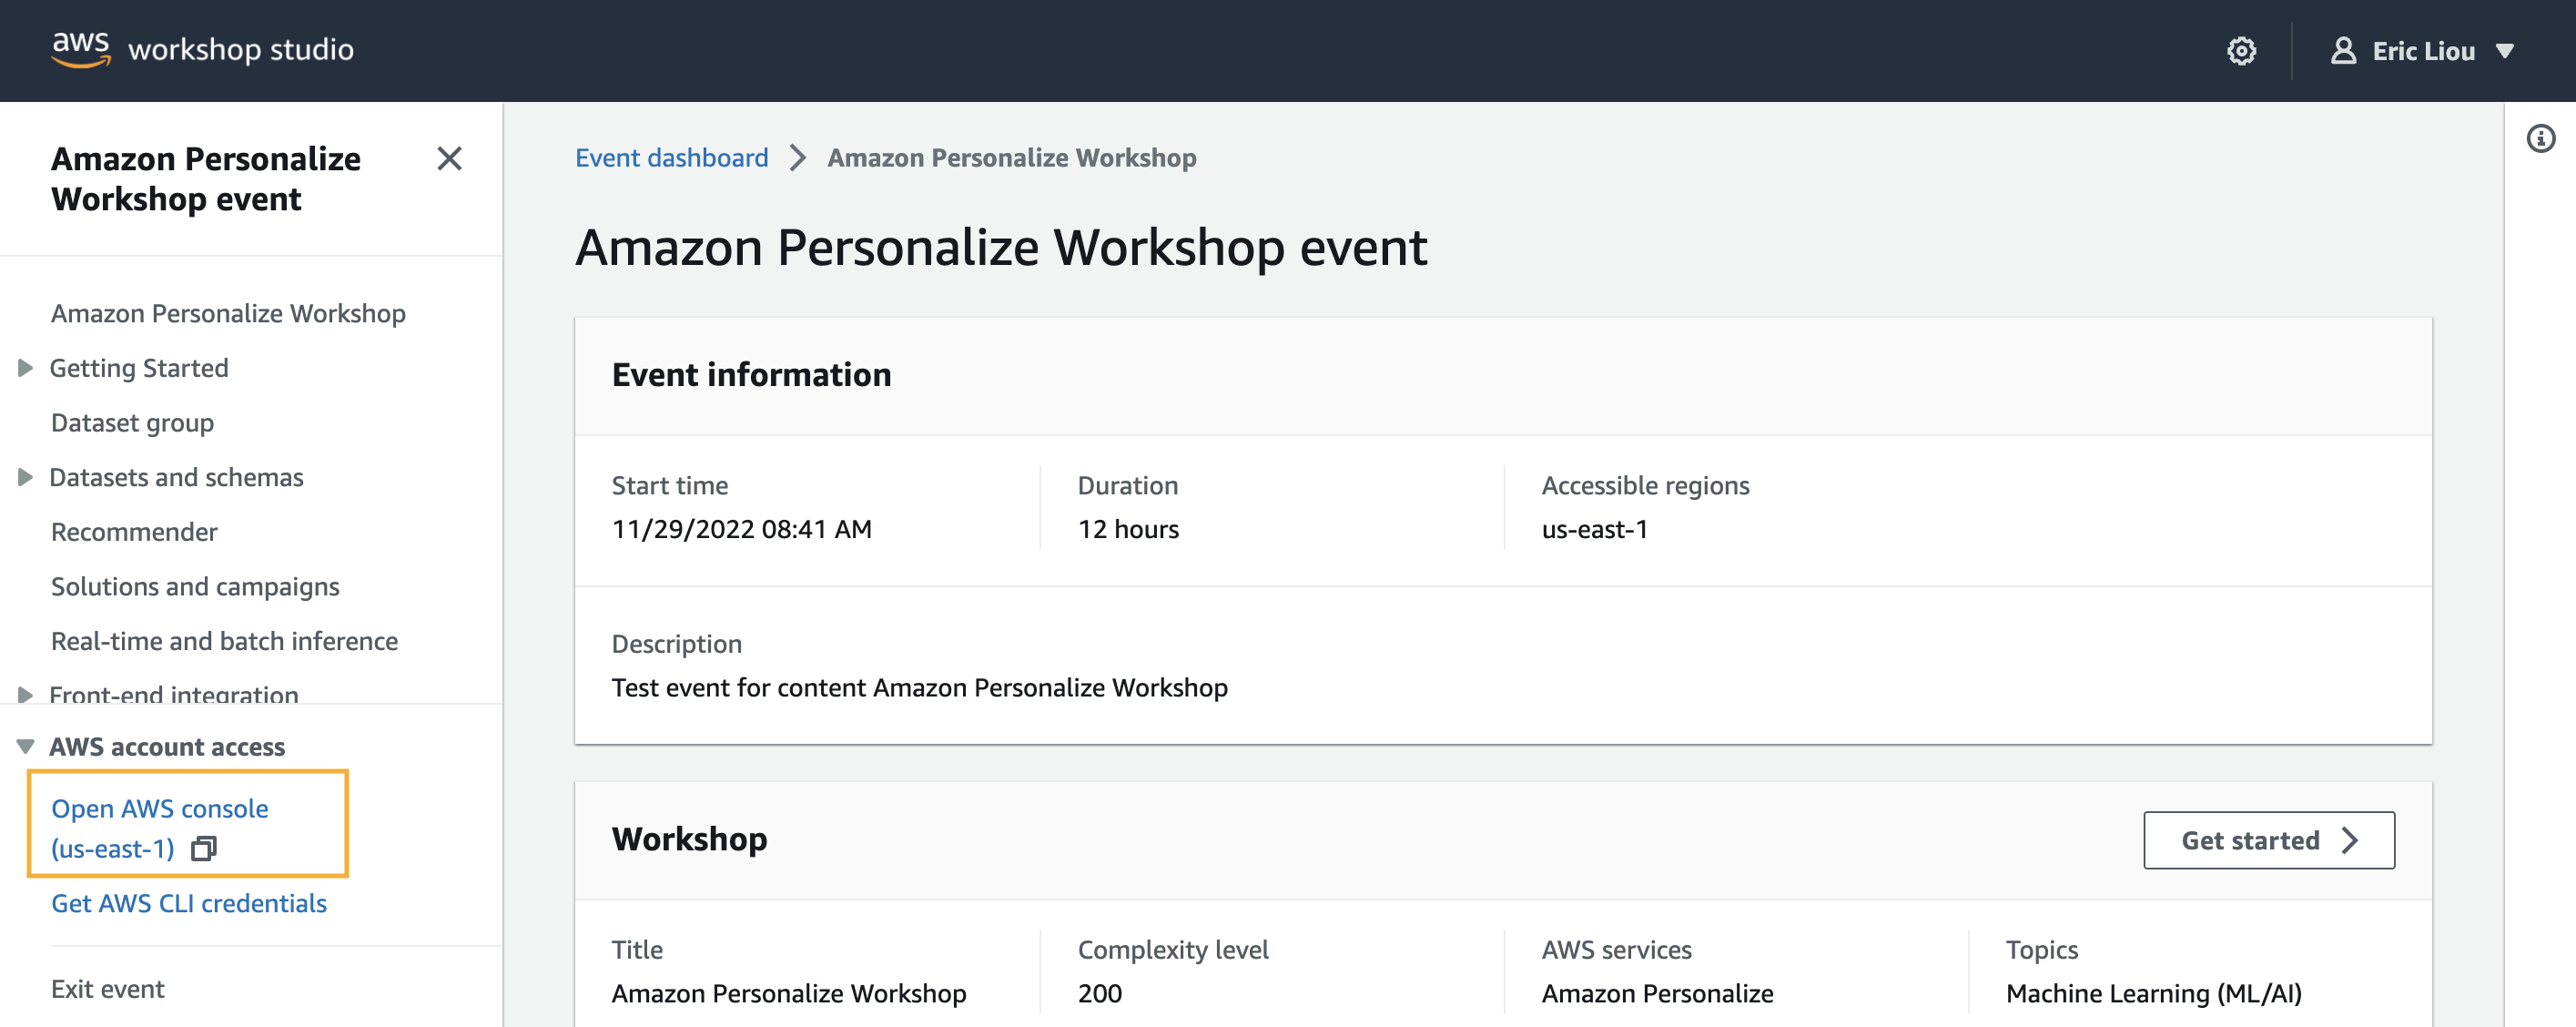 aws workshop studio
Eric Liou
Amazon Personalize
Workshop event
Amazon Personalize Workshop
Getting Started
Dataset group
Datasets and schemas
Recommender
Solutions and campaigns
Real-time and batch inference
Front-end integration
AWS account access
Open AWS console
(us-east-1)
Get AWS CLI credentials
Exit event
Event dashboard
Amazon Personalize Workshop
Amazon Personalize Workshop event
Event information
Start time
11/29/2022 08:41 AM
Duration
12 hours
Accessible regions
us-east-1
Description
Test event for content Amazon Personalize Workshop
Workshop
Get started
Title
Amazon Personalize Workshop
Complexity level
200
AWS services
Amazon Personalize
Topics
Machine Learning (ML/AI)